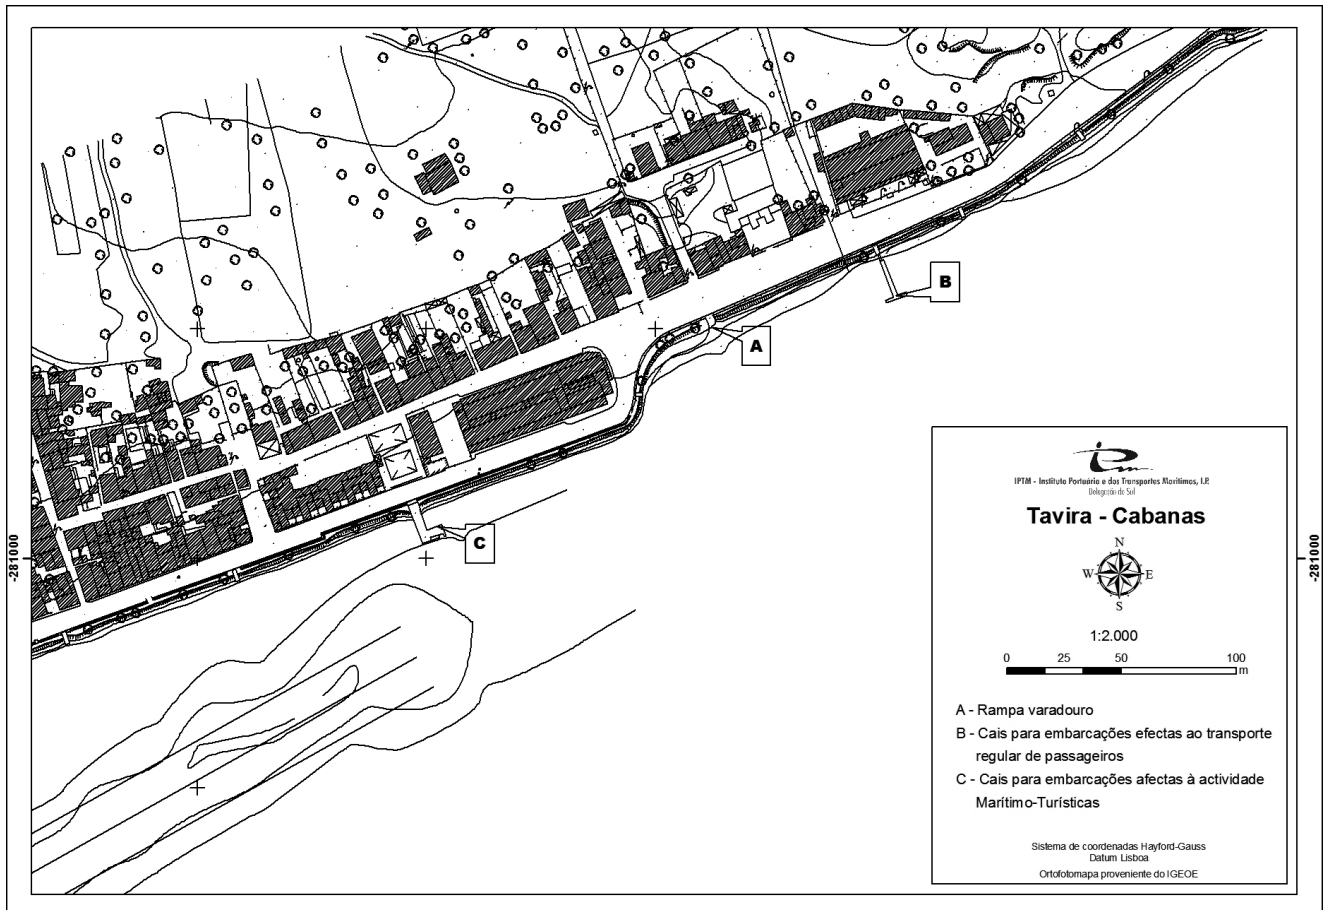 B
A
C
-281000
-281000
IPTM - Instituto Portuário e dos Transportes Marítimos, I.P.
Delegação do Sul
Tavira - Cabanas
N
W E
S
1:2.000
0 25 50 100
m
A - Rampa varadouro
B - Cais para embarcações efectas ao transporte
regular de passageiros
C - Cais para embarcações afectas à actividade
Marítimo-Turísticas
Sistema de coordenadas Hayford-Gauss
Datum Lisboa
Ortofotomapa proveniente do IGEOE